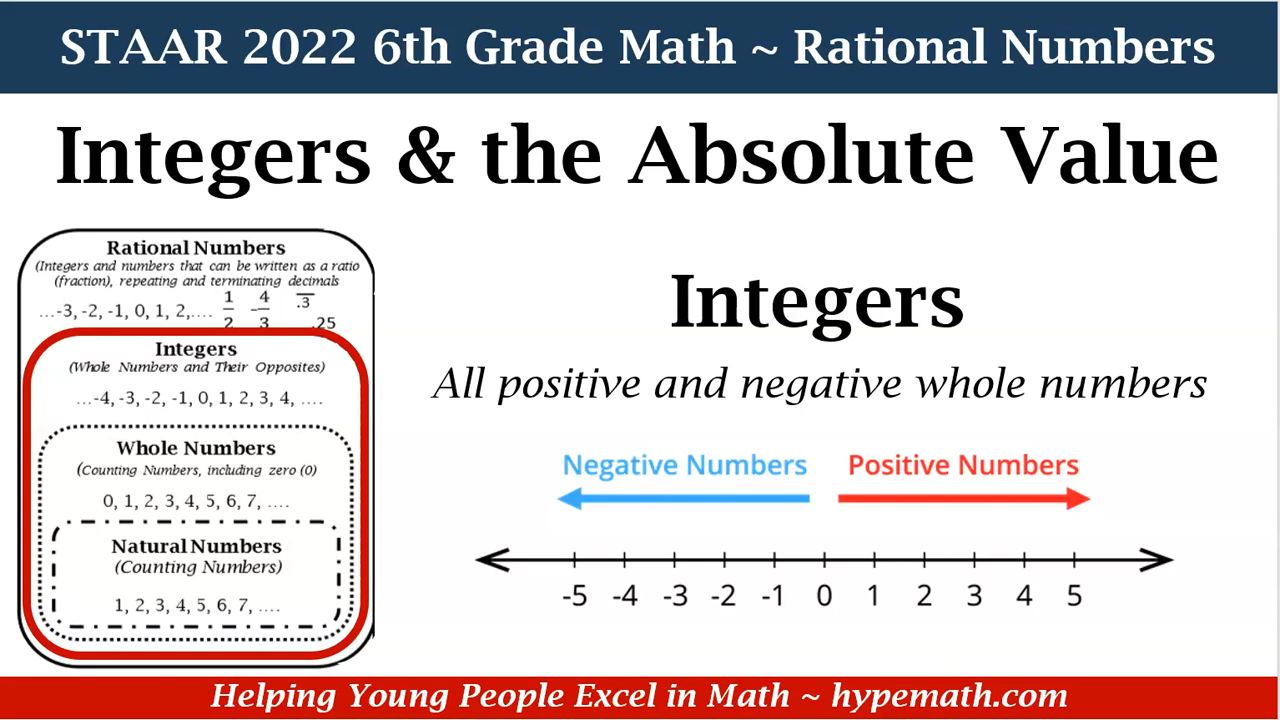 STAAR 2022 6th Grade Math ~ Rational Numbers
Integers & the Absolute Value
Rational Numbers
(Integers and numbers that can be written as a ratio
(fraction), repeating and terminating decimals
...-3, -2, -1, 0, 1, 2,.... 1/2 -4/3 .3̅ .25
Integers
(Whole Numbers and Their Opposites)
...-4, -3, -2, -1, 0, 1, 2, 3, 4, ....
Whole Numbers
(Counting Numbers, including zero (0)
0, 1, 2, 3, 4, 5, 6, 7, ....
Natural Numbers
(Counting Numbers)
1, 2, 3, 4, 5, 6, 7, ....
Integers
All positive and negative whole numbers
Negative Numbers Positive Numbers
-5 -4 -3 -2 -1 0 1 2 3 4 5
Helping Young People Excel in Math ~ hypemath.com